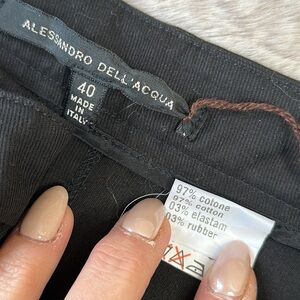 ALESSANDRO DELL'ACQUA
40
MADE
IN
ITALY
97% cotone
97% cotton
03% elastam
03% rubber